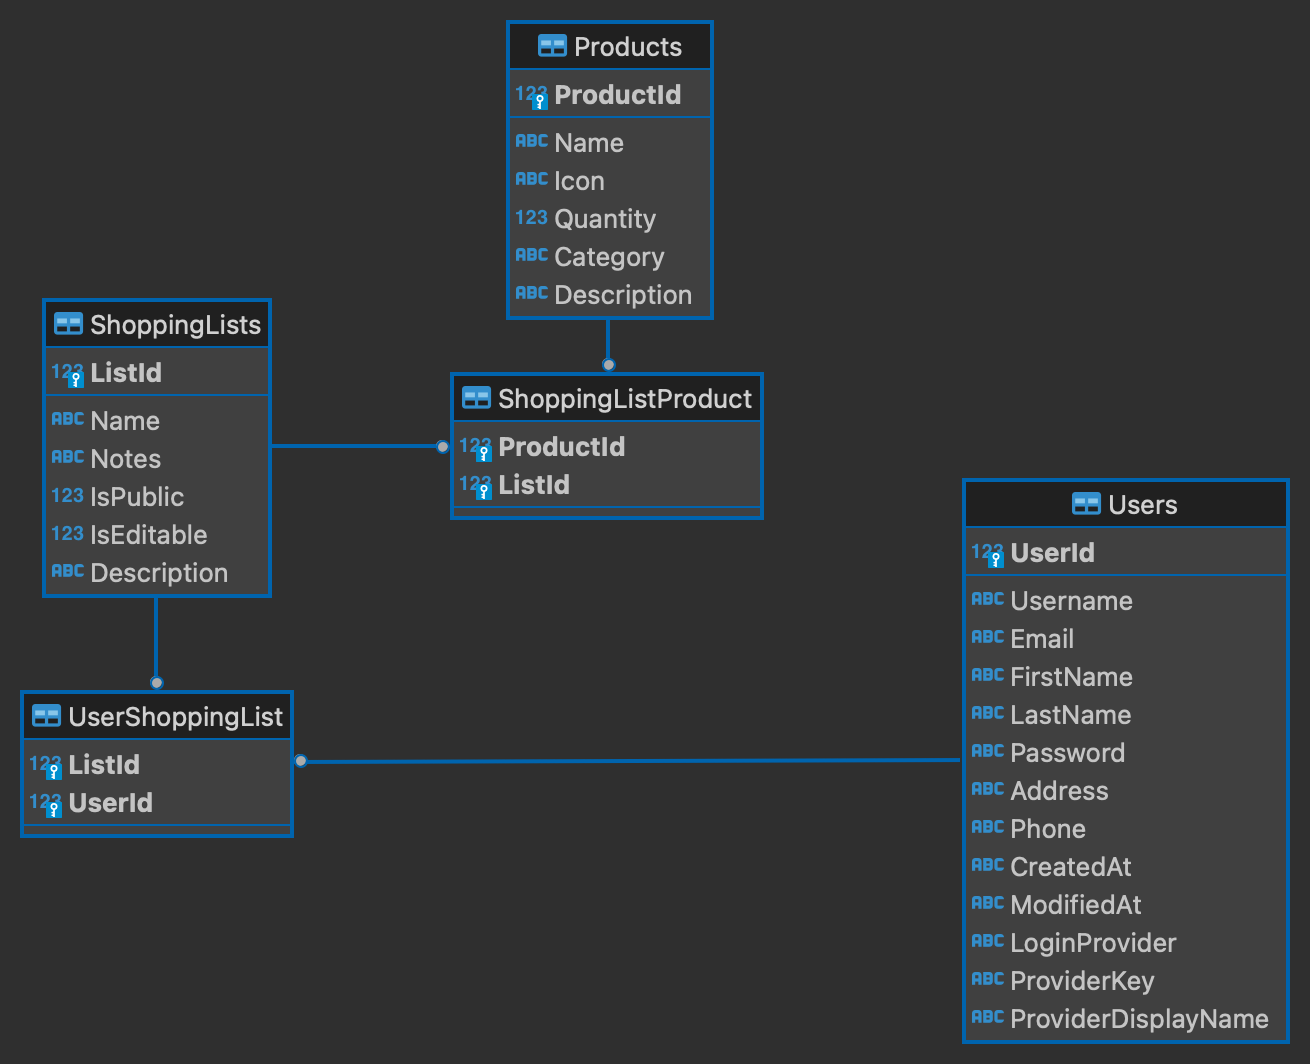 Products
123 ProductId
ABC Name
ABC Icon
123 Quantity
ABC Category
ABC Description
ShoppingLists
123 ListId
ABC Name
ABC Notes
123 IsPublic
123 IsEditable
ABC Description
ShoppingListProduct
123 ProductId
123 ListId
Users
123 UserId
ABC Username
ABC Email
ABC FirstName
ABC LastName
ABC Password
ABC Address
ABC Phone
ABC CreatedAt
ABC ModifiedAt
ABC LoginProvider
ABC ProviderKey
ABC ProviderDisplayName
UserShoppingList
123 ListId
123 UserId